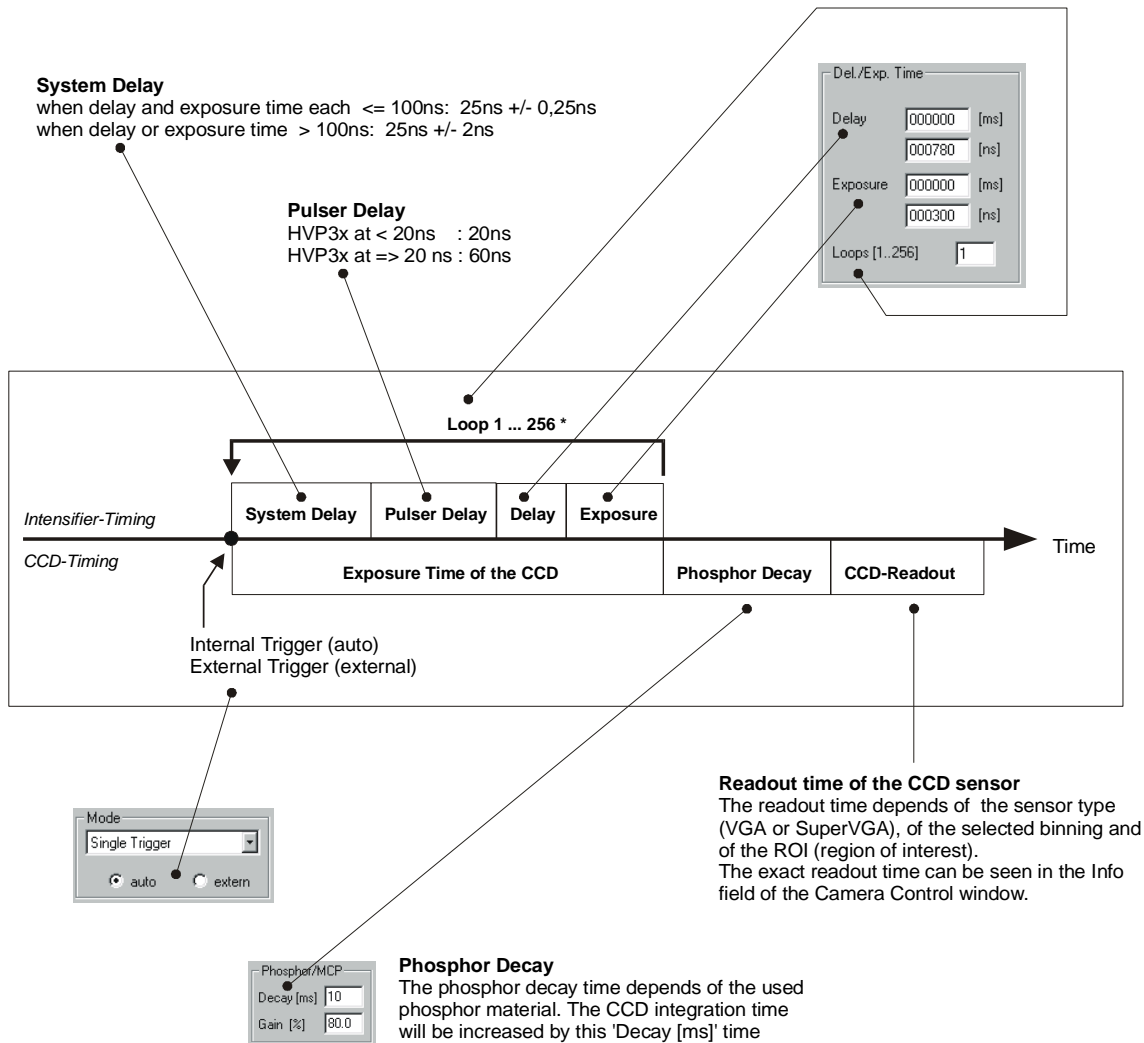 System Delay
when delay and exposure time each <= 100ns: 25ns +/- 0,25ns
when delay or exposure time > 100ns: 25ns +/- 2ns
Pulser Delay
HVP3x at < 20ns : 20ns
HVP3x at => 20 ns : 60ns
Del./Exp. Time
Delay 000000 [ms]
000780 [ns]
Exposure 000000 [ms]
000300 [ns]
Loops [1..256] 1
Loop 1 ... 256 *
Intensifier-Timing
System Delay Pulser Delay Delay Exposure
Time
CCD-Timing
Exposure Time of the CCD Phosphor Decay CCD-Readout
Internal Trigger (auto)
External Trigger (external)
Mode
Single Trigger
auto extern
Readout time of the CCD sensor
The readout time depends of the sensor type
(VGA or SuperVGA), of the selected binning and
of the ROI (region of interest).
The exact readout time can be seen in the Info
field of the Camera Control window.
Phosphor/MCP
Decay [ms] 10
Gain [%] 80.0
Phosphor Decay
The phosphor decay time depends of the used
phosphor material. The CCD integration time
will be increased by this 'Decay [ms]' time